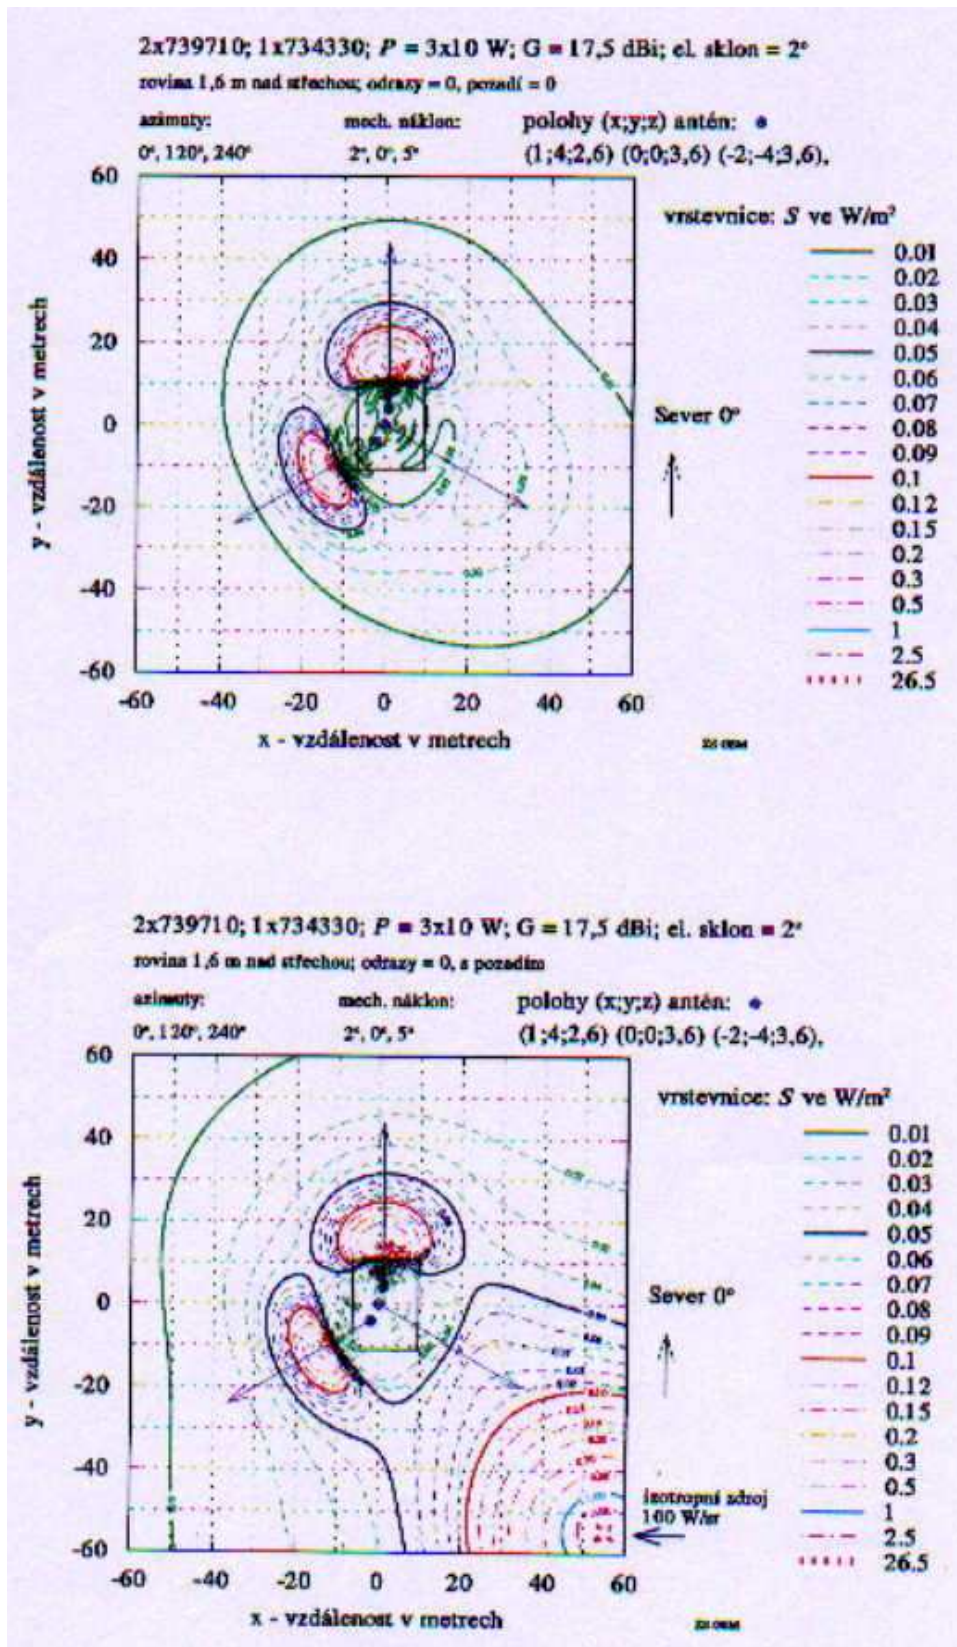 2x739710; 1x734330; P = 3x10 W; G = 17,5 dBi; el. sklon = 2°
rovina 1,6 m nad střechou; odrazy = 0, pozadí = 0
azimuty: mech. náklon: polohy (x;y;z) antén:
0°, 120°, 240° 2°, 0°, 5° (1;4;2,6) (0;0;3,6) (-2;-4;3,6),
60
40
20
0
-20
-40
-60
y - vzdálenost v metrech
-60 -40 -20 0 20 40 60
x - vzdálenost v metrech
vrstevnice: S ve W/m²
0.01
0.02
0.03
0.04
0.05
0.06
0.07
0.08
0.09
0.1
0.12
0.15
0.2
0.3
0.5
1
2.5
26.5
Sever 0°
2x739710; 1x734330; P = 3x10 W; G = 17,5 dBi; el. sklon = 2°
rovina 1,6 m nad střechou; odrazy = 0, s pozadím
azimuty: mech. náklon: polohy (x;y;z) antén:
0°, 120°, 240° 2°, 0°, 5° (1;4;2,6) (0;0;3,6) (-2;-4;3,6),
60
40
20
0
-20
-40
-60
y - vzdálenost v metrech
-60 -40 -20 0 20 40 60
x - vzdálenost v metrech
vrstevnice: S ve W/m²
0.01
0.02
0.03
0.04
0.05
0.06
0.07
0.08
0.09
0.1
0.12
0.15
0.2
0.3
0.5
1
2.5
26.5
Sever 0°
izotropní zdroj
100 W/sr